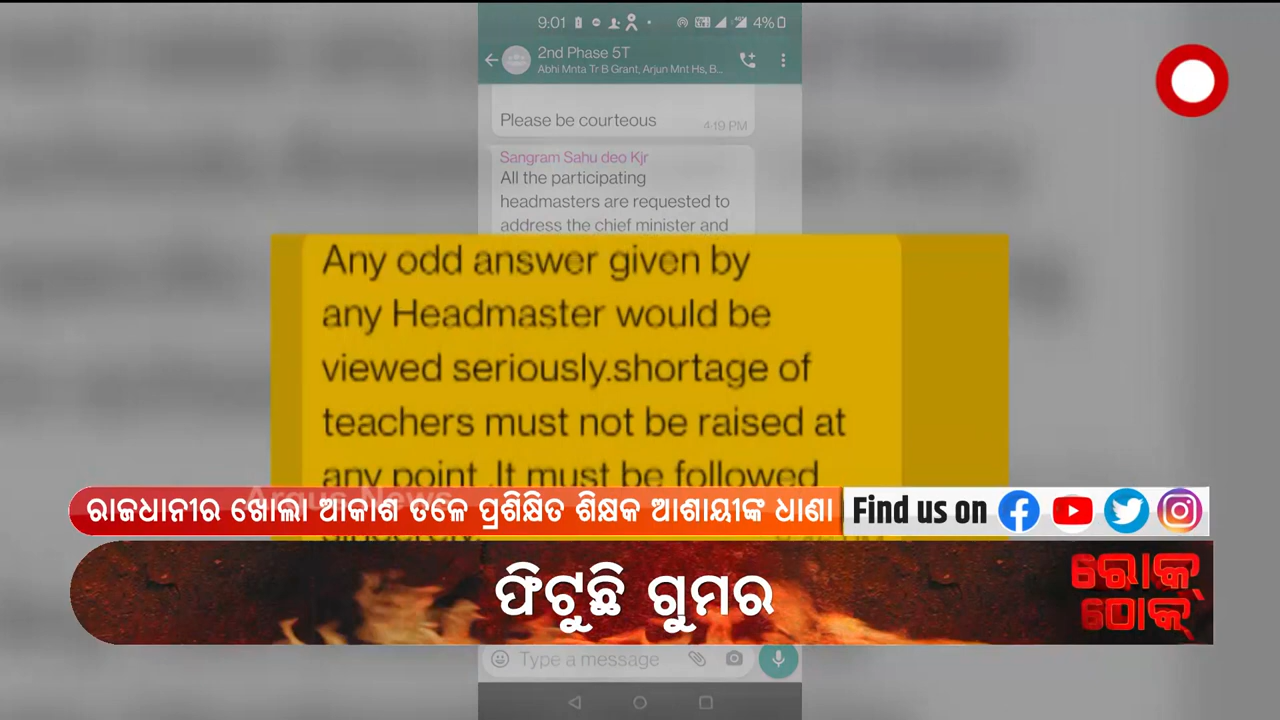 9:01
4%
2nd Phase 5T
Abhi Mnta Tr B Grant, Arjun Mnt Hs, B...
Please be courteous
4:19 PM
Sangram Sahu deo Kjr
All the participating
headmasters are requested to
address the chief minister and
Any odd answer given by
any Headmaster would be
viewed seriously.shortage of
teachers must not be raised at
any point .It must be followed
sincerely.
Argus News
ରାଜଧାନୀର ଖୋଲା ଆକାଶ ତଳେ ପ୍ରଶିକ୍ଷିତ ଶିକ୍ଷକ ଆଶାୟୀଙ୍କ ଧାଣା
Find us on
ଫିଟୁଛି ଗୁମର
ରୋକ୍
ଠୋକ୍
Type a message